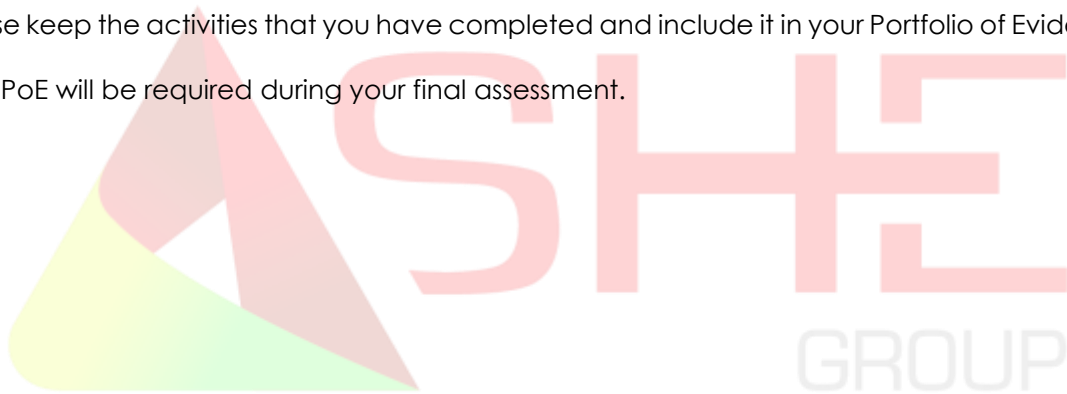 se keep the activities that you have completed and include it in your Portfolio of Evid
PoE will be required during your final assessment.
SHE
GROUP